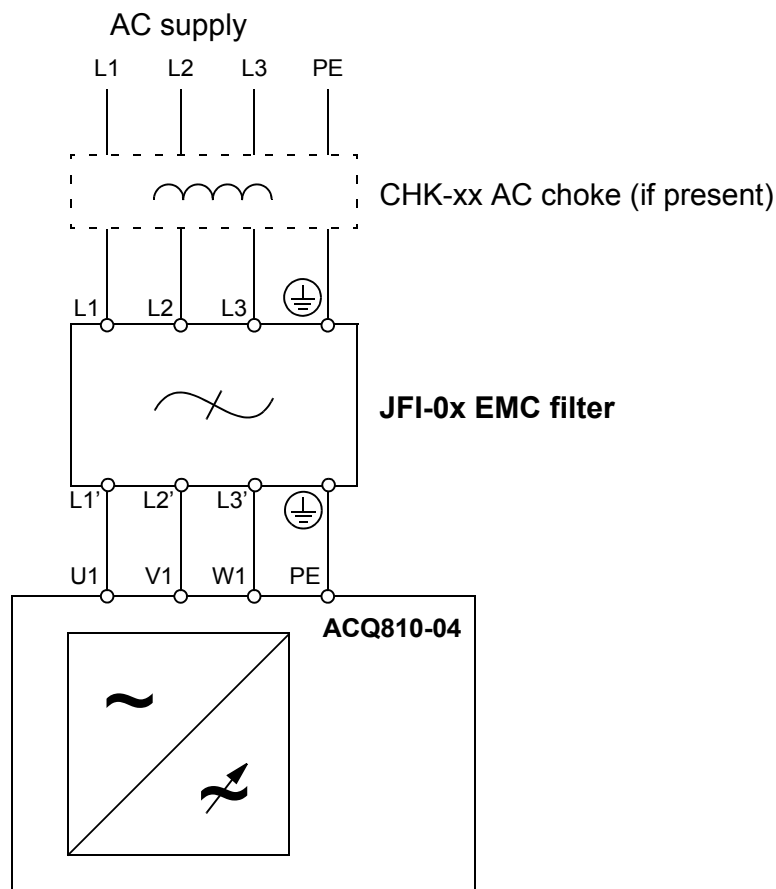 AC supply
L1 L2 L3 PE
CHK-xx AC choke (if present)
L1 L2 L3
JFI-0x EMC filter
L1’ L2’ L3’
U1 V1 W1 PE
ACQ810-04